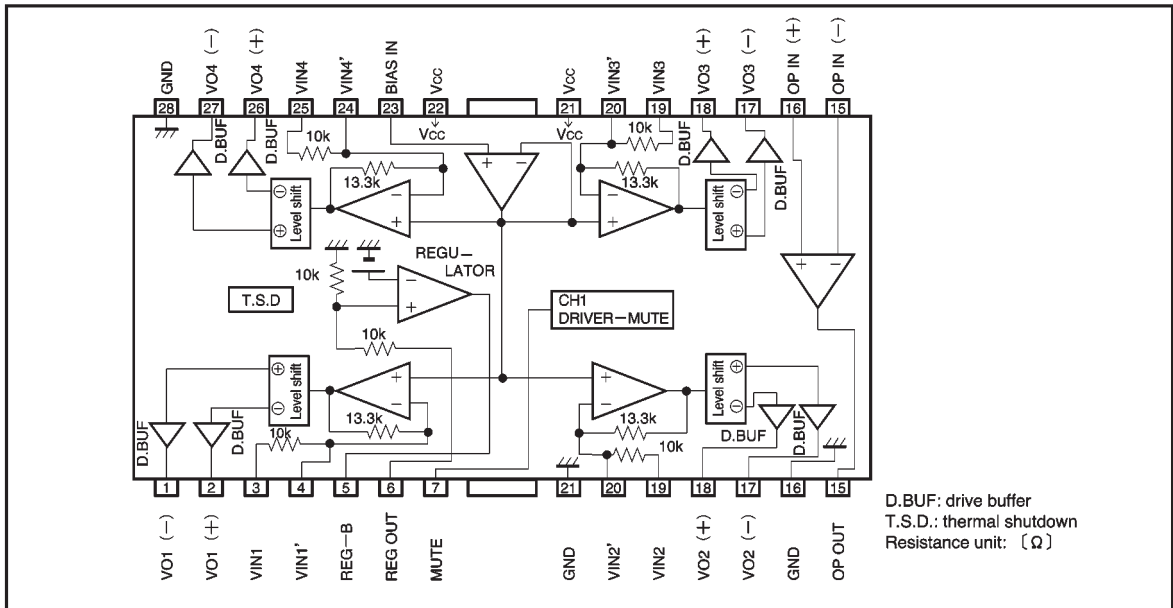 GND
VO4 (−)
VO4 (+)
VIN4
VIN4'
BIAS IN
Vcc
Vcc
VIN3'
VIN3
VO3 (+)
VO3 (−)
OP IN (+)
OP IN (−)
28
27
26
25
24
23
22
21
20
19
18
17
16
15
D.BUF
D.BUF
10k
Vcc
Vcc
10k
D.BUF
D.BUF
13.3k
13.3k
Level shift
Level shift
− + − +
+ −
− +
− +
− +
+ −
REGU−
LATOR
10k
− +
T.S.D
CH1
DRIVER−MUTE
10k
Level shift
Level shift
+ −
+ −
+ −
+ −
13.3k
13.3k
D.BUF
D.BUF
10k
10k
D.BUF
D.BUF
1
2
3
4
5
6
7
21
20
19
18
17
16
15
VO1 (−)
VO1 (+)
VIN1
VIN1'
REG−B
REG OUT
MUTE
GND
VIN2'
VIN2
VO2 (+)
VO2 (−)
GND
OP OUT
D.BUF: drive buffer
T.S.D.: thermal shutdown
Resistance unit: [Ω]